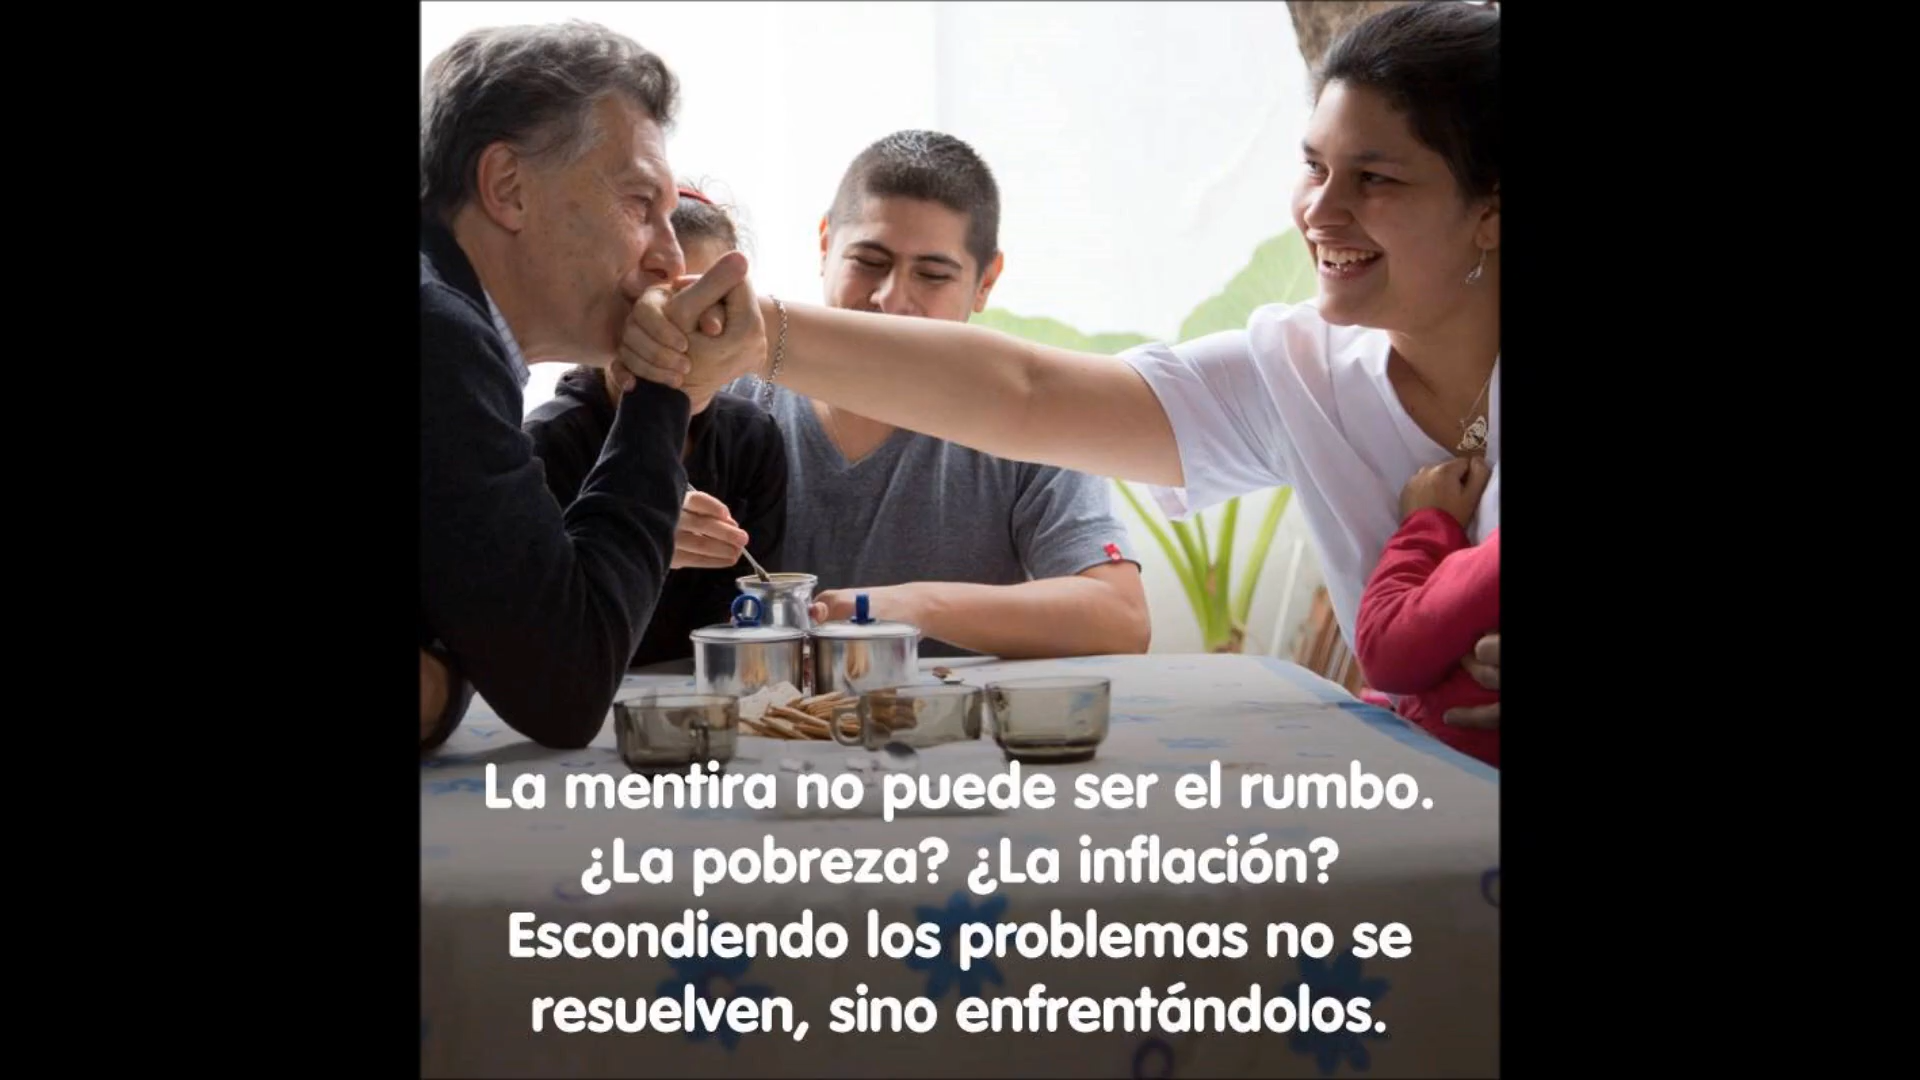 La mentira no puede ser el rumbo.
¿La pobreza? ¿La inflación?
Escondiendo los problemas no se
resuelven, sino enfrentándolos.